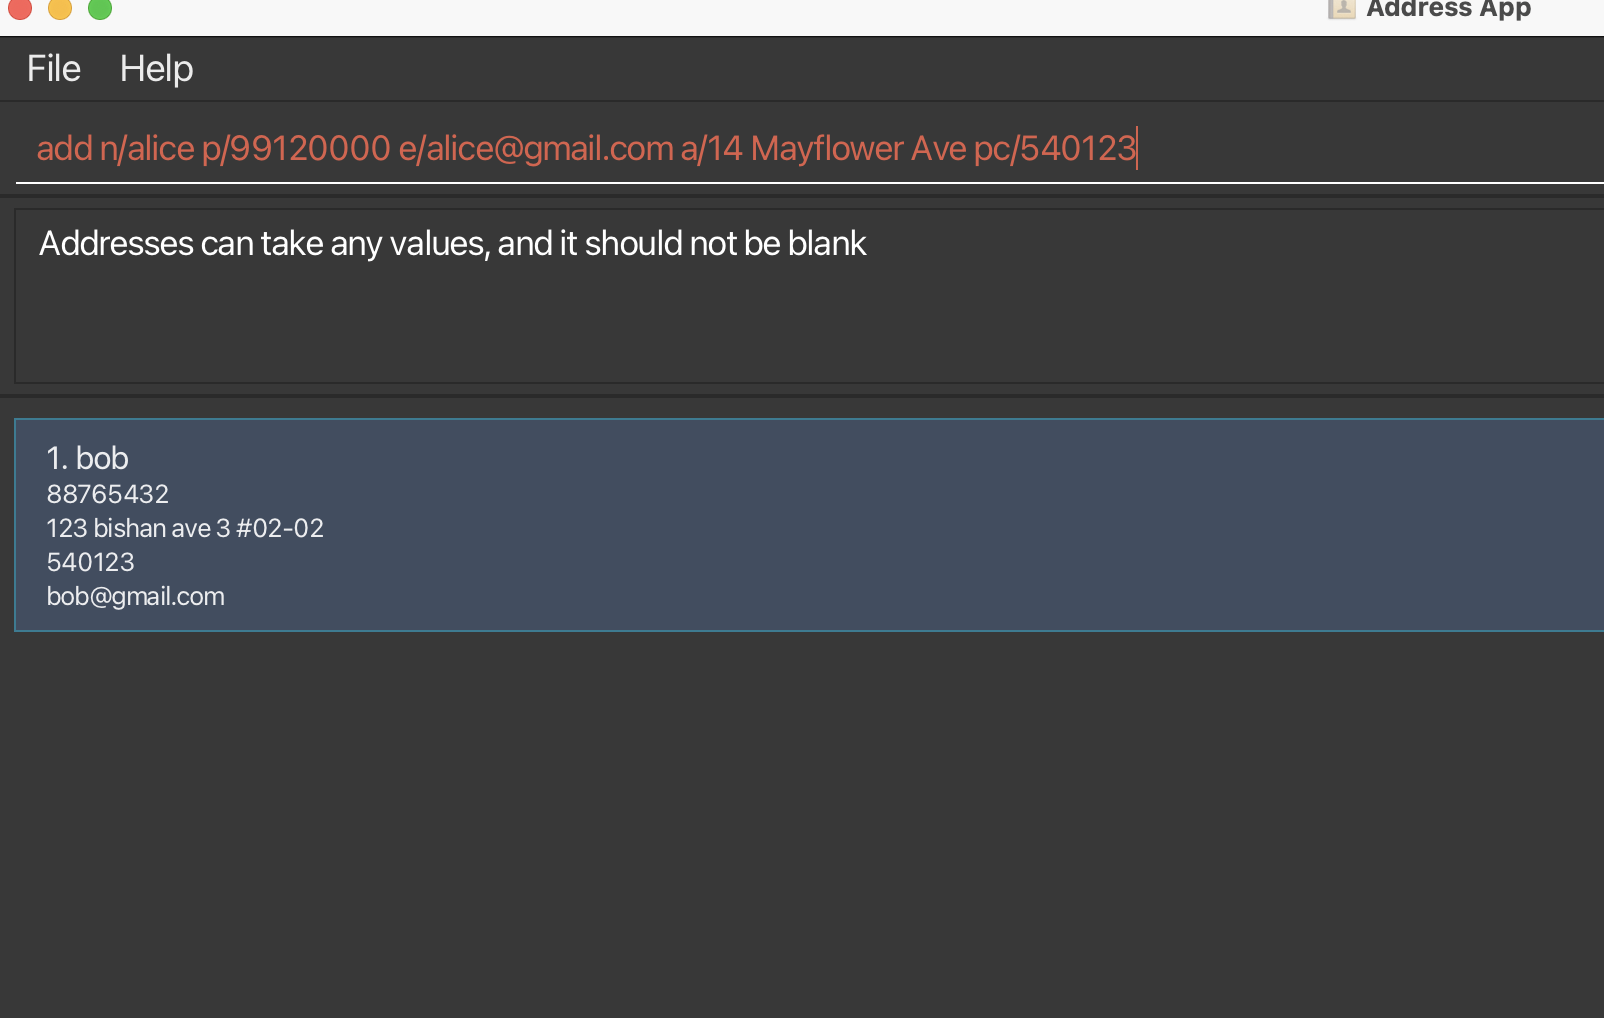 Address App
File Help
add n/alice p/99120000 e/alice@gmail.com a/14 Mayflower Ave pc/540123
Addresses can take any values, and it should not be blank
1. bob
88765432
123 bishan ave 3 #02-02
540123
bob@gmail.com